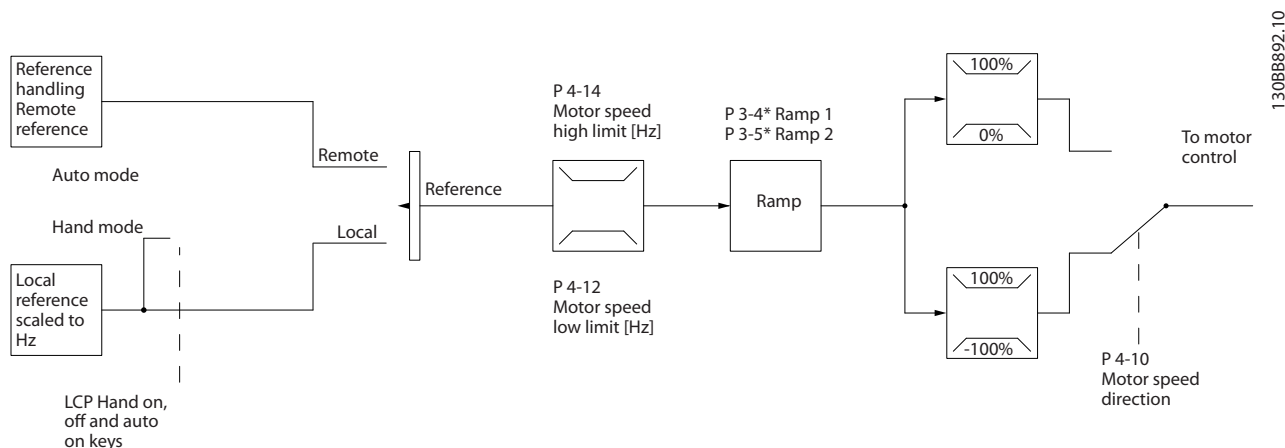 Reference
handling
Remote
reference
Auto mode
Hand mode
Local
reference
scaled to
Hz
LCP Hand on,
off and auto
on keys
Remote
Local
Reference
P 4-14
Motor speed
high limit [Hz]
P 4-12
Motor speed
low limit [Hz]
P 3-4* Ramp 1
P 3-5* Ramp 2
Ramp
100%
0%
100%
-100%
To motor
control
P 4-10
Motor speed
direction
130BB892.10